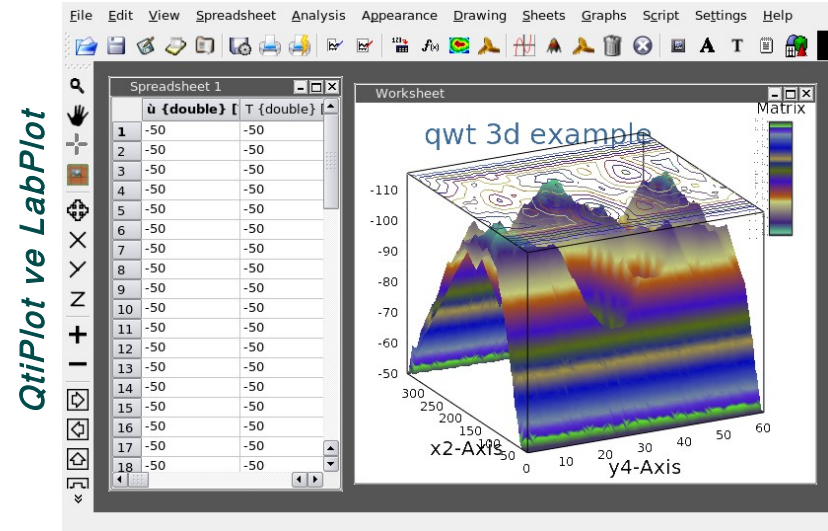 QtiPlot ve LabPlot
File Edit View Spreadsheet Analysis Appearance Drawing Sheets Graphs Script Settings Help
Spreadsheet 1
ù {double} [ T {double} [
1 -50 -50
2 -50 -50
3 -50 -50
4 -50 -50
5 -50 -50
6 -50 -50
7 -50 -50
8 -50 -50
9 -50 -50
10 -50 -50
11 -50 -50
12 -50 -50
13 -50 -50
14 -50 -50
15 -50 -50
16 -50 -50
17 -50 -50
18 -50 -50
Worksheet
Matrix
qwt 3d example
-110
-100
-90
-80
-70
-60
-50
300
250
200
150
100
50
x2-Axis
0
10
20
30
40
50
60
y4-Axis